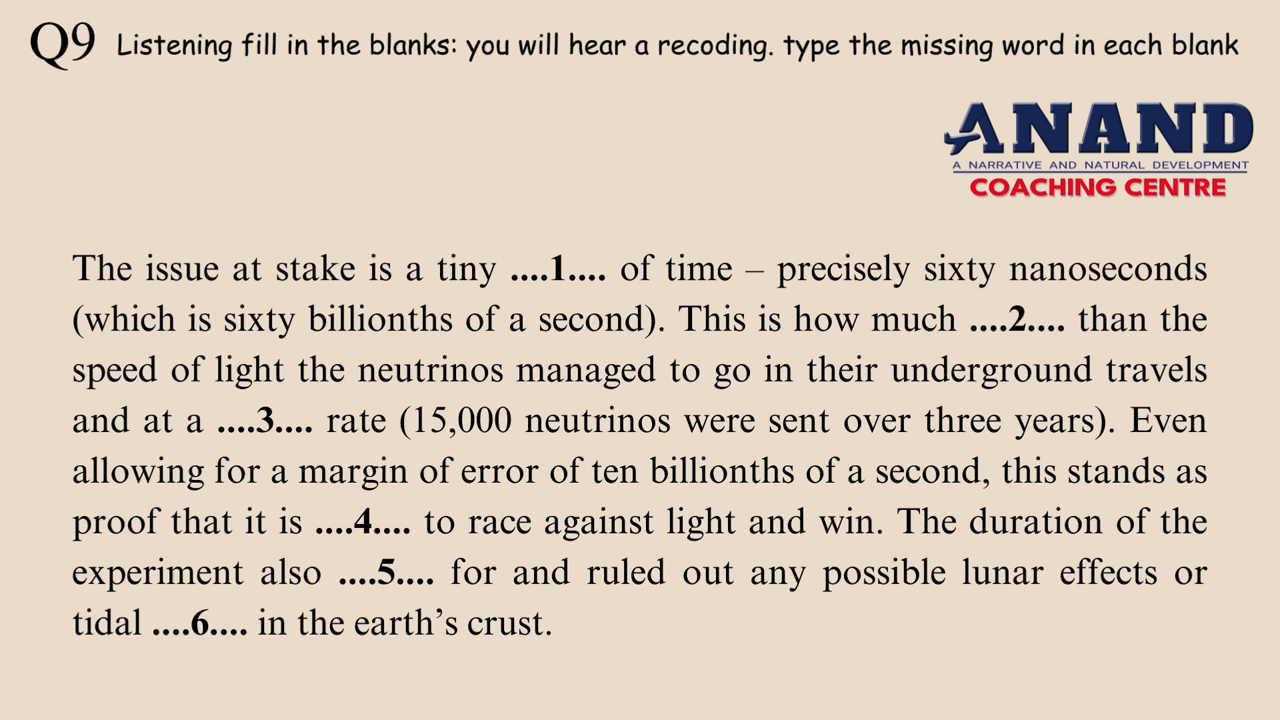 Q9 Listening fill in the blanks: you will hear a recoding. type the missing word in each blank
ANAND
A NARRATIVE AND NATURAL DEVELOPMENT
COACHING CENTRE
The issue at stake is a tiny ....1.... of time – precisely sixty nanoseconds
(which is sixty billionths of a second). This is how much ....2.... than the
speed of light the neutrinos managed to go in their underground travels
and at a ....3.... rate (15,000 neutrinos were sent over three years). Even
allowing for a margin of error of ten billionths of a second, this stands as
proof that it is ....4.... to race against light and win. The duration of the
experiment also ....5.... for and ruled out any possible lunar effects or
tidal ....6.... in the earth’s crust.